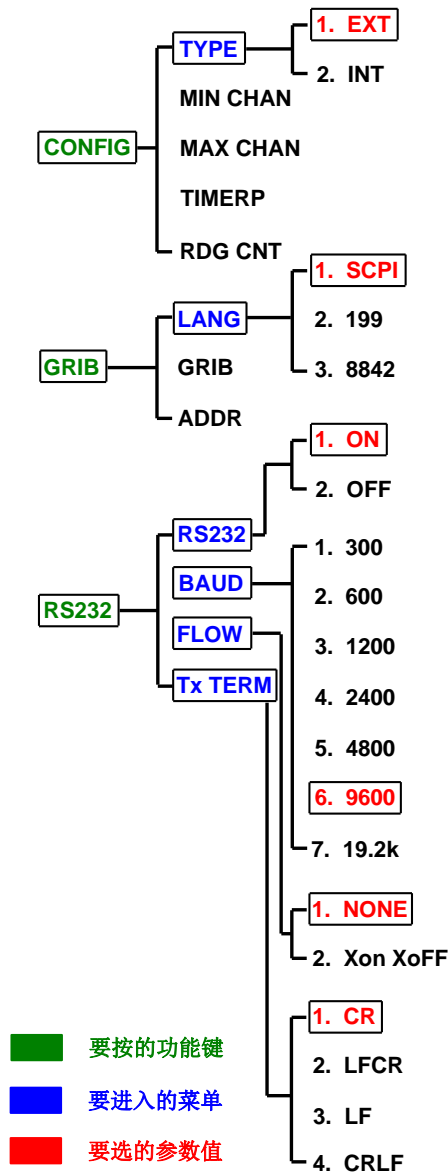 CONFIG
TYPE
1. EXT
2. INT
MIN CHAN
MAX CHAN
TIMERP
RDG CNT
GRIB
LANG
1. SCPI
2. 199
3. 8842
GRIB
ADDR
RS232
RS232
1. ON
2. OFF
BAUD
1. 300
2. 600
3. 1200
4. 2400
5. 4800
6. 9600
7. 19.2k
FLOW
1. NONE
2. Xon XoFF
Tx TERM
1. CR
2. LFCR
3. LF
4. CRLF
要按的功能键
要进入的菜单
要选的参数值